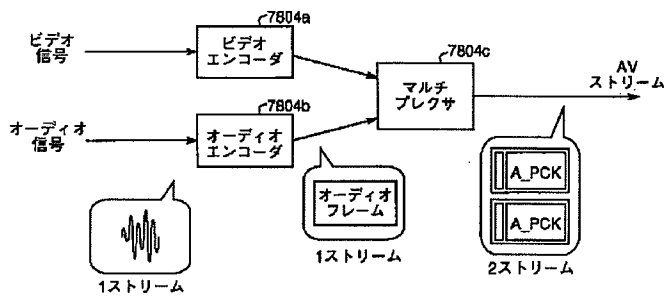 7804a
ビデオ
信号
ビデオ
エンコーダ
7804c
マルチ
プレクサ
AV
ストリーム
7804b
オーディオ
信号
オーディオ
エンコーダ
オーディオ
フレーム
A_PCK
A_PCK
1ストリーム
1ストリーム
2ストリーム